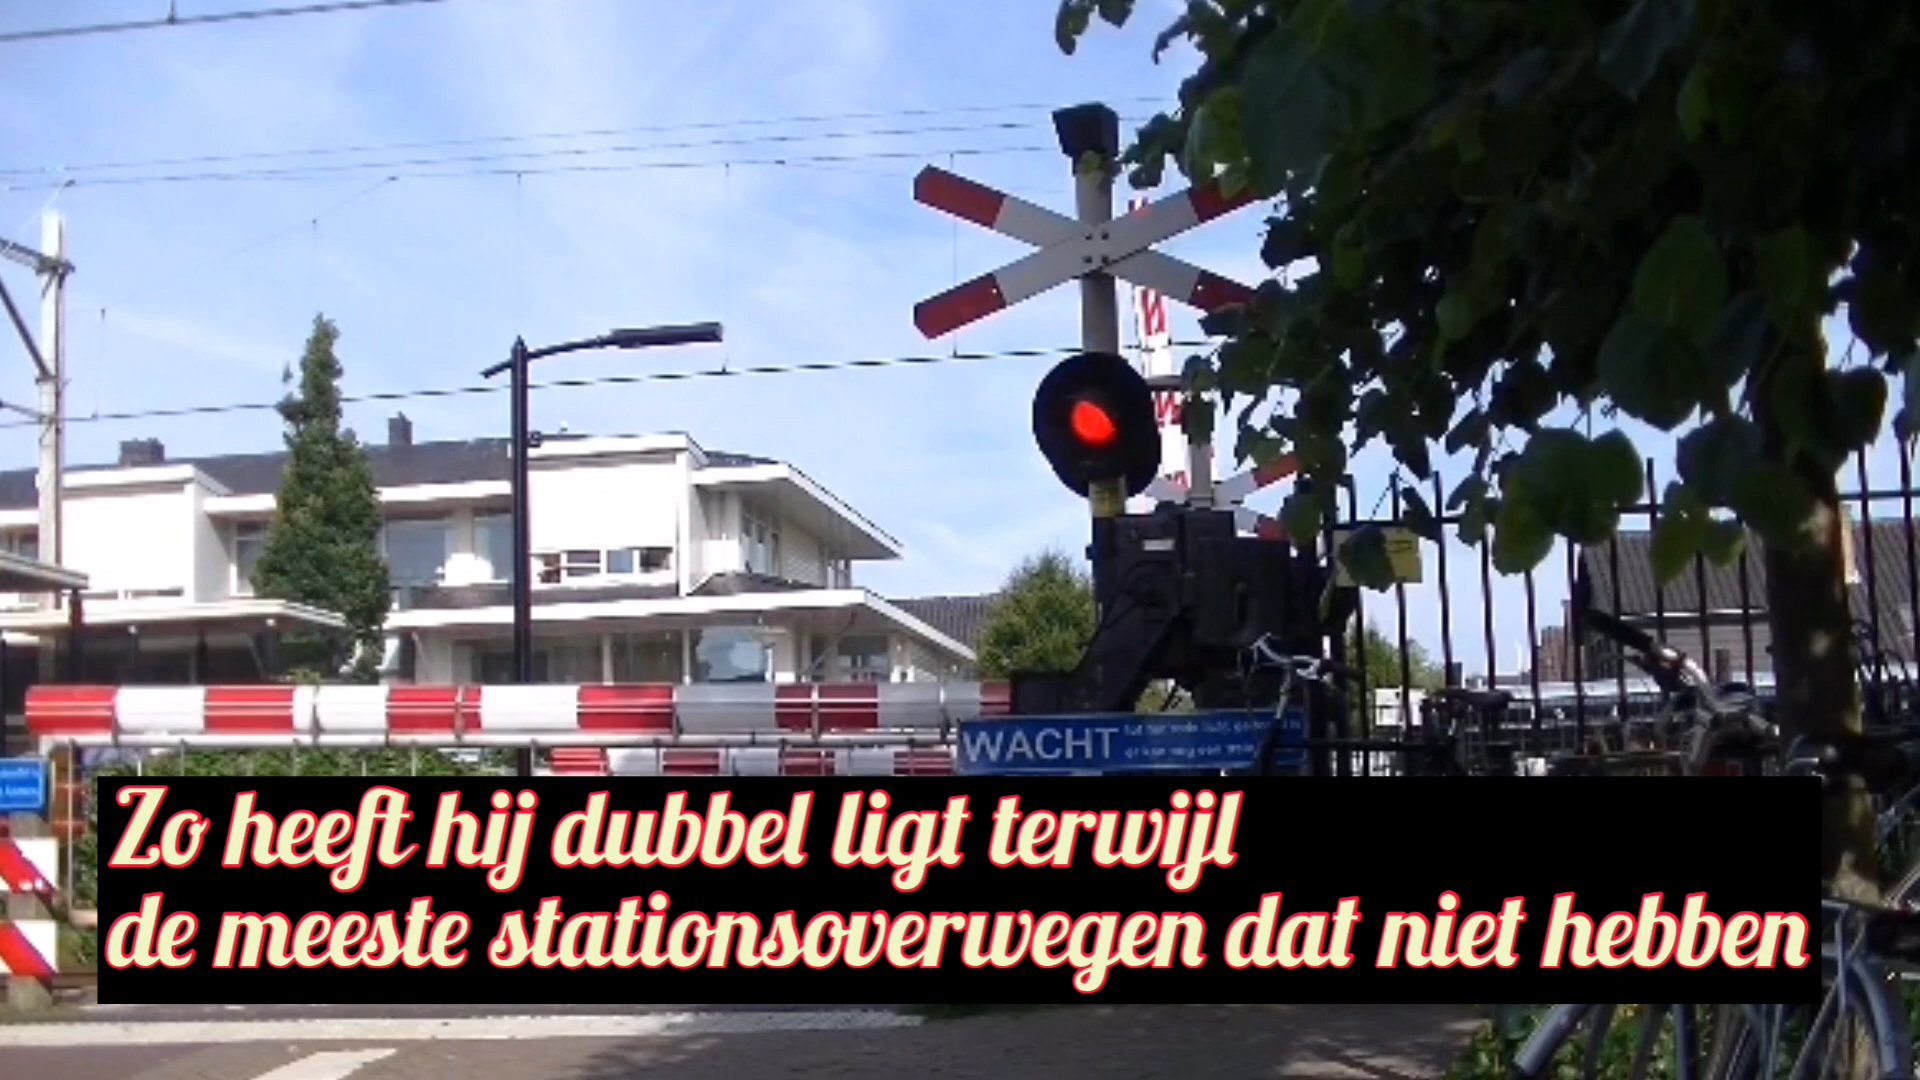 WACHT
Zo heeft hij dubbel ligt terwijl
de meeste stationsoverwegen dat niet hebben